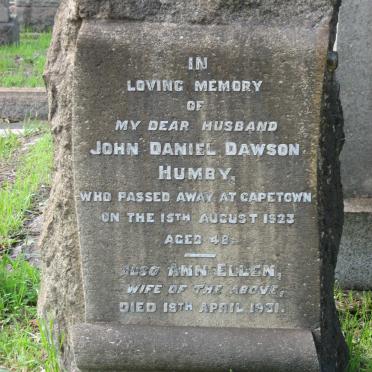 IN
LOVING MEMORY
OF
MY DEAR HUSBAND
JOHN DANIEL DAWSON
HUMBY,
WHO PASSED AWAY AT CAPETOWN
ON THE 15TH AUGUST 1923
AGED 48.
ALSO ANN ELLEN,
WIFE OF THE ABOVE,
DIED 19TH APRIL 1931.